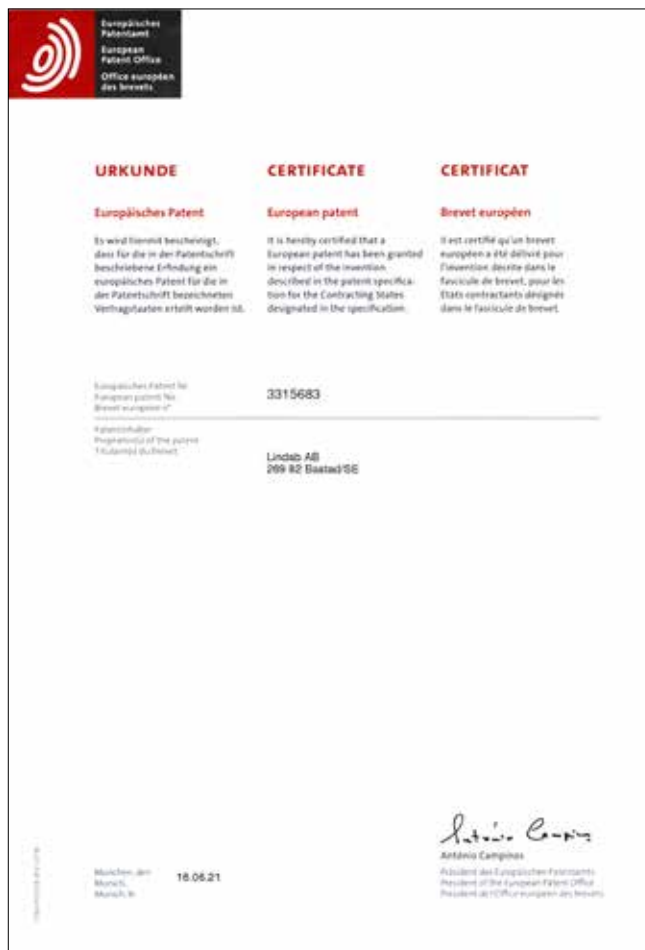 Europäisches
Patentamt
European
Patent Office
Office européen
des brevets
URKUNDE
Europäisches Patent
Es wird hiermit bescheinigt,
dass für die in der Patentschrift
beschriebene Erfindung ein
europäisches Patent für die in
der Patentschrift bezeichneten
Vertragstaaten erteilt worden ist.
CERTIFICATE
European patent
It is hereby certified that a
European patent has been granted
in respect of the invention
described in the patent specifica-
tion for the Contracting States
designated in the specification.
CERTIFICAT
Brevet européen
Il est certifié qu'un brevet
européen a été délivré pour
l'invention décrite dans le
fascicule de brevet, pour les
Etats contractants désignés
dans le fascicule de brevet.
Europäisches Patent Nr.
European patent No.
Brevet européen n°
3315683
Patentinhaber
Proprietor(s) of the patent
Titulaire(s) du brevet
Lindab AB
269 82 Bastad/SE
António Campinos
António Campinos
Präsident des Europäischen Patentamts
President of the European Patent Office
Président de l'Office européen des brevets
München, den
Munich,
Munich, le
16.06.21